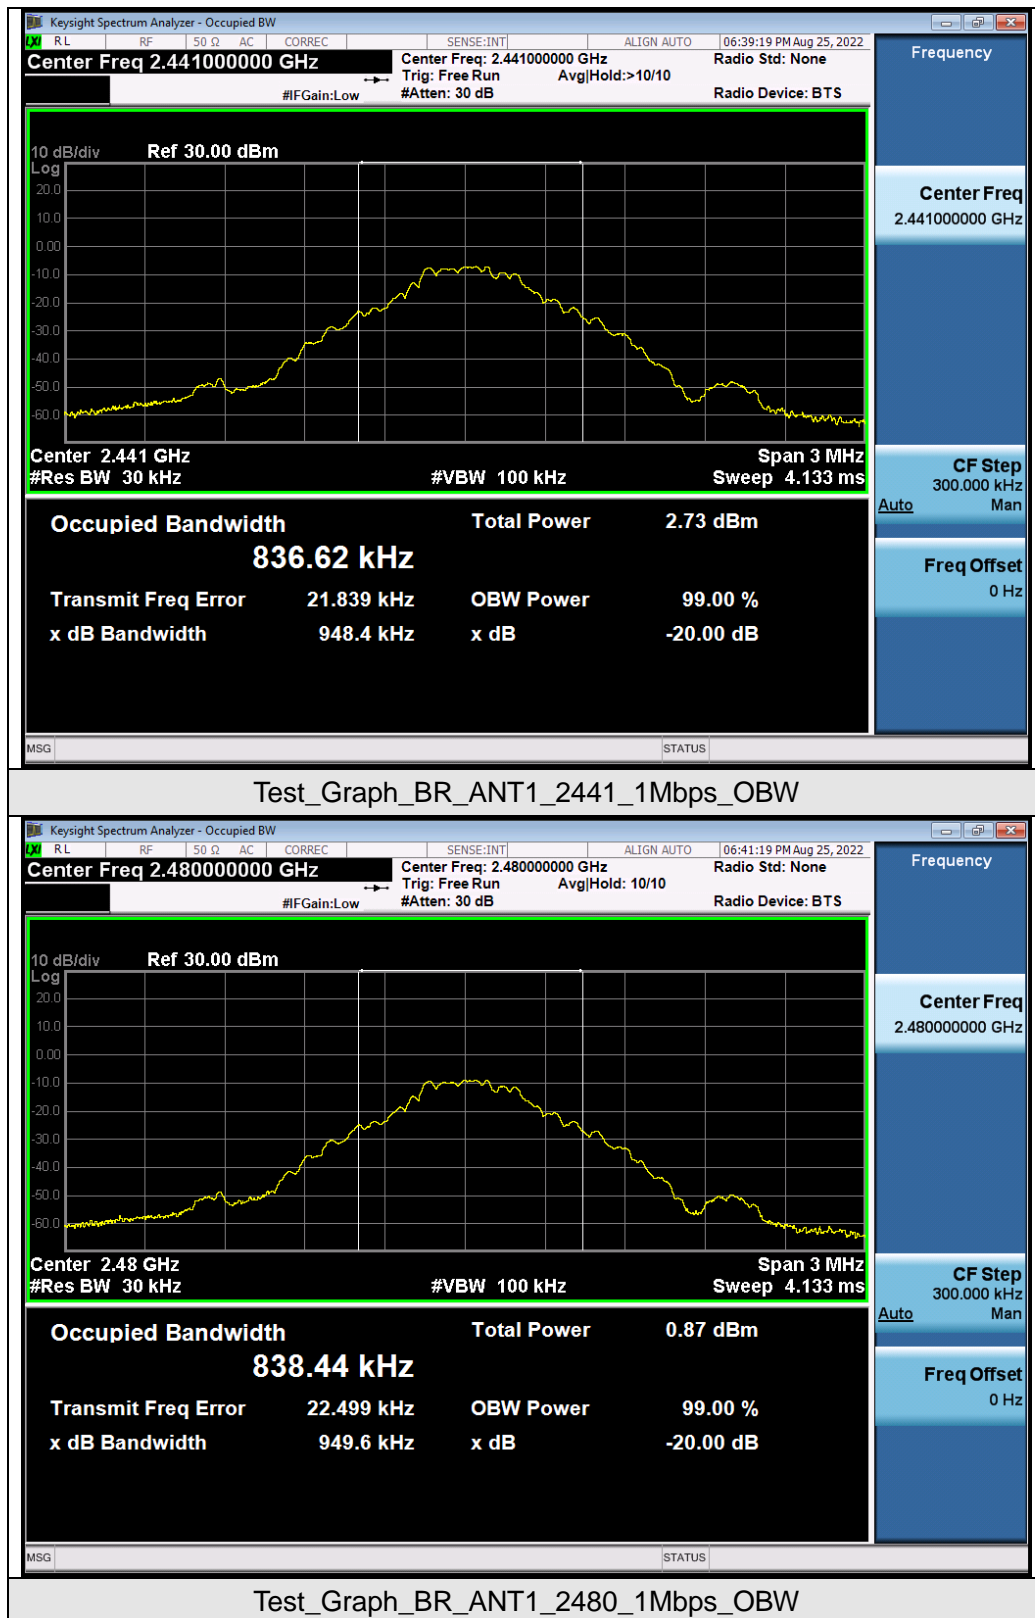 Keysight Spectrum Analyzer - Occupied BW
LXI RL RF 50 Ω AC CORREC SENSE:INT ALIGN AUTO 06:39:19 PM Aug 25, 2022
Center Freq 2.441000000 GHz Center Freq: 2.441000000 GHz Radio Std: None
Trig: Free Run Avg|Hold:>10/10
#IFGain:Low #Atten: 30 dB Radio Device: BTS
Frequency
10 dB/div Ref 30.00 dBm
Log
20.0
10.0
0.00
-10.0
-20.0
-30.0
-40.0
-50.0
-60.0
Center 2.441 GHz Span 3 MHz
#Res BW 30 kHz #VBW 100 kHz Sweep 4.133 ms
Center Freq
2.441000000 GHz
CF Step
300.000 kHz
Auto Man
Freq Offset
0 Hz
Occupied Bandwidth Total Power 2.73 dBm
836.62 kHz
Transmit Freq Error 21.839 kHz OBW Power 99.00 %
x dB Bandwidth 948.4 kHz x dB -20.00 dB
MSG STATUS
Test_Graph_BR_ANT1_2441_1Mbps_OBW
Keysight Spectrum Analyzer - Occupied BW
LXI RL RF 50 Ω AC CORREC SENSE:INT ALIGN AUTO 06:41:19 PM Aug 25, 2022
Center Freq 2.480000000 GHz Center Freq: 2.480000000 GHz Radio Std: None
Trig: Free Run Avg|Hold: 10/10
#IFGain:Low #Atten: 30 dB Radio Device: BTS
Frequency
10 dB/div Ref 30.00 dBm
Log
20.0
10.0
0.00
-10.0
-20.0
-30.0
-40.0
-50.0
-60.0
Center 2.48 GHz Span 3 MHz
#Res BW 30 kHz #VBW 100 kHz Sweep 4.133 ms
Center Freq
2.480000000 GHz
CF Step
300.000 kHz
Auto Man
Freq Offset
0 Hz
Occupied Bandwidth Total Power 0.87 dBm
838.44 kHz
Transmit Freq Error 22.499 kHz OBW Power 99.00 %
x dB Bandwidth 949.6 kHz x dB -20.00 dB
MSG STATUS
Test_Graph_BR_ANT1_2480_1Mbps_OBW